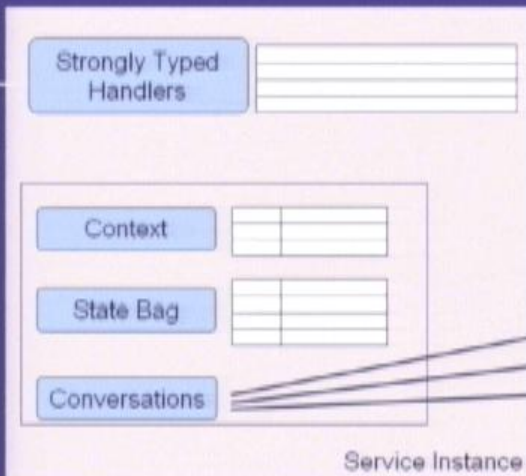 Strongly Typed
Handlers
Context
State Bag
Conversations
Service Instance